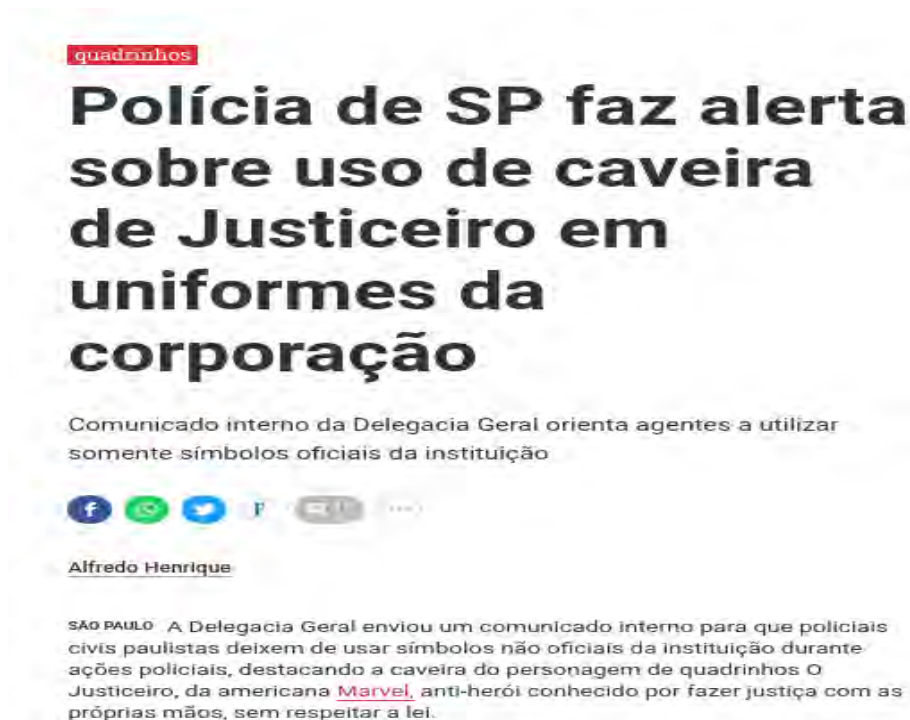 quadrinhos
Polícia de SP faz alerta
sobre uso de caveira
de Justiceiro em
uniformes da
corporação
Comunicado interno da Delegacia Geral orienta agentes a utilizar
somente símbolos oficiais da instituição
f F
Alfredo Henrique
SÃO PAULO A Delegacia Geral enviou um comunicado interno para que policiais
civis paulistas deixem de usar símbolos não oficiais da instituição durante
ações policiais, destacando a caveira do personagem de quadrinhos O
Justiceiro, da americana Marvel, anti-herói conhecido por fazer justiça com as
próprias mãos, sem respeitar a lei.